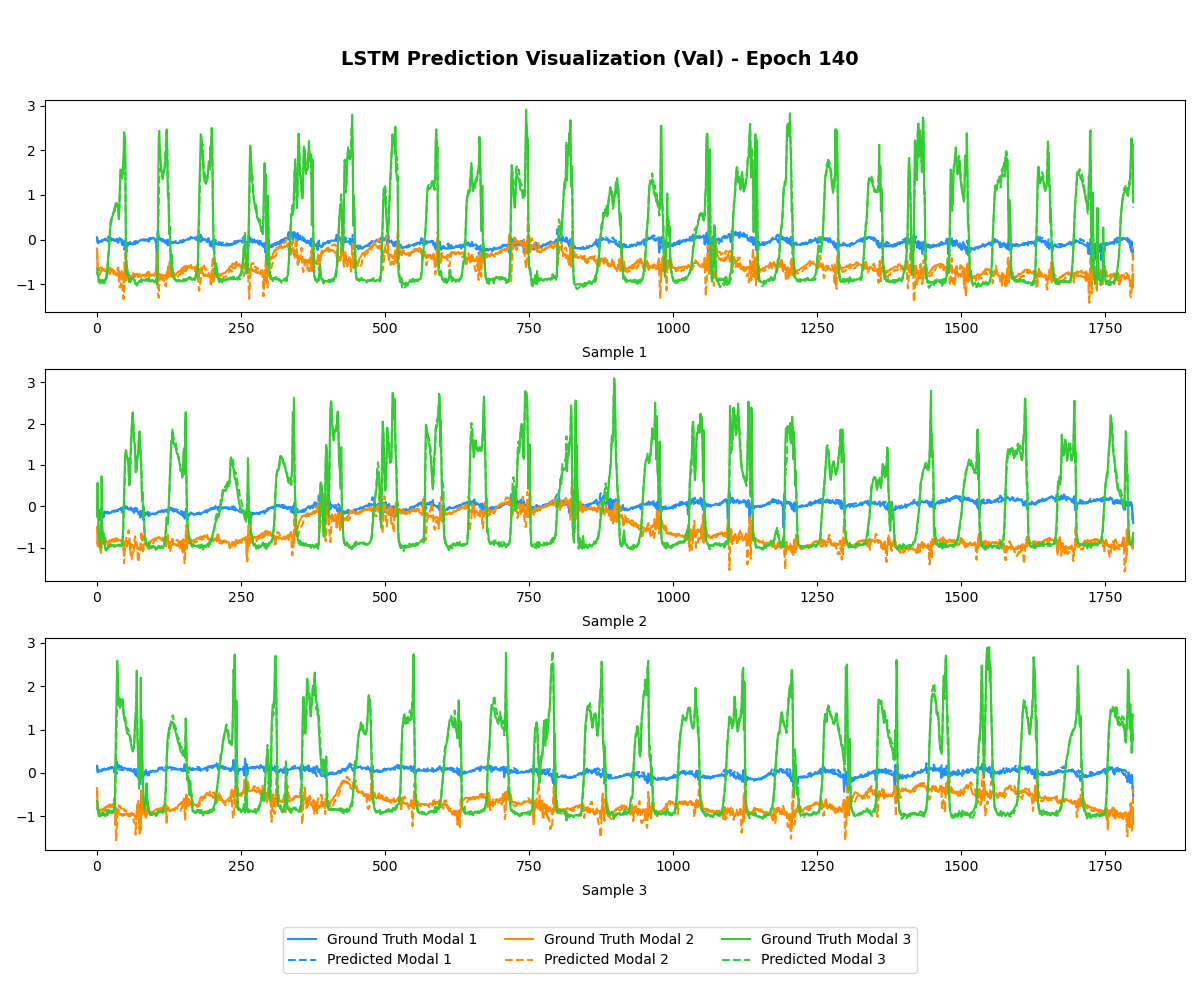 LSTM Prediction Visualization (Val) - Epoch 140
3
2
1
0
−1
0 250 500 750 1000 1250 1500 1750
Sample 1
3
2
1
0
−1
0 250 500 750 1000 1250 1500 1750
Sample 2
3
2
1
0
−1
0 250 500 750 1000 1250 1500 1750
Sample 3
Ground Truth Modal 1 Ground Truth Modal 2 Ground Truth Modal 3
Predicted Modal 1 Predicted Modal 2 Predicted Modal 3